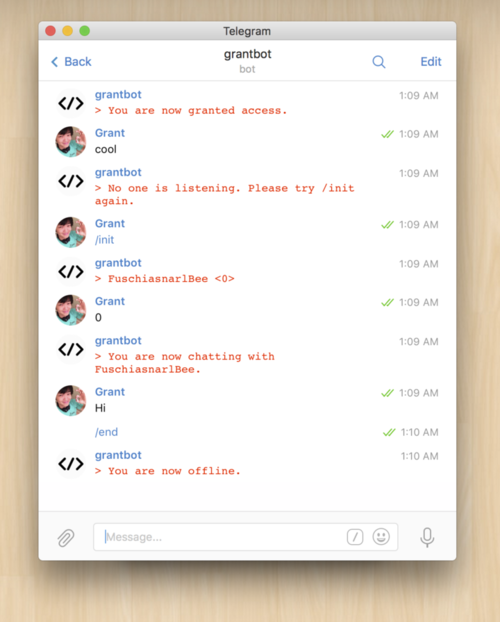 Telegram
Back
grantbot
bot
Edit
grantbot 1:09 AM
> You are now granted access.
Grant 1:09 AM
cool
grantbot 1:09 AM
> No one is listening. Please try /init
again.
Grant 1:09 AM
/init
grantbot 1:09 AM
> FuschiasnarlBee <0>
Grant 1:09 AM
0
grantbot 1:09 AM
> You are now chatting with
FuschiasnarlBee.
Grant 1:09 AM
Hi
/end 1:10 AM
grantbot 1:10 AM
> You are now offline.
Message...